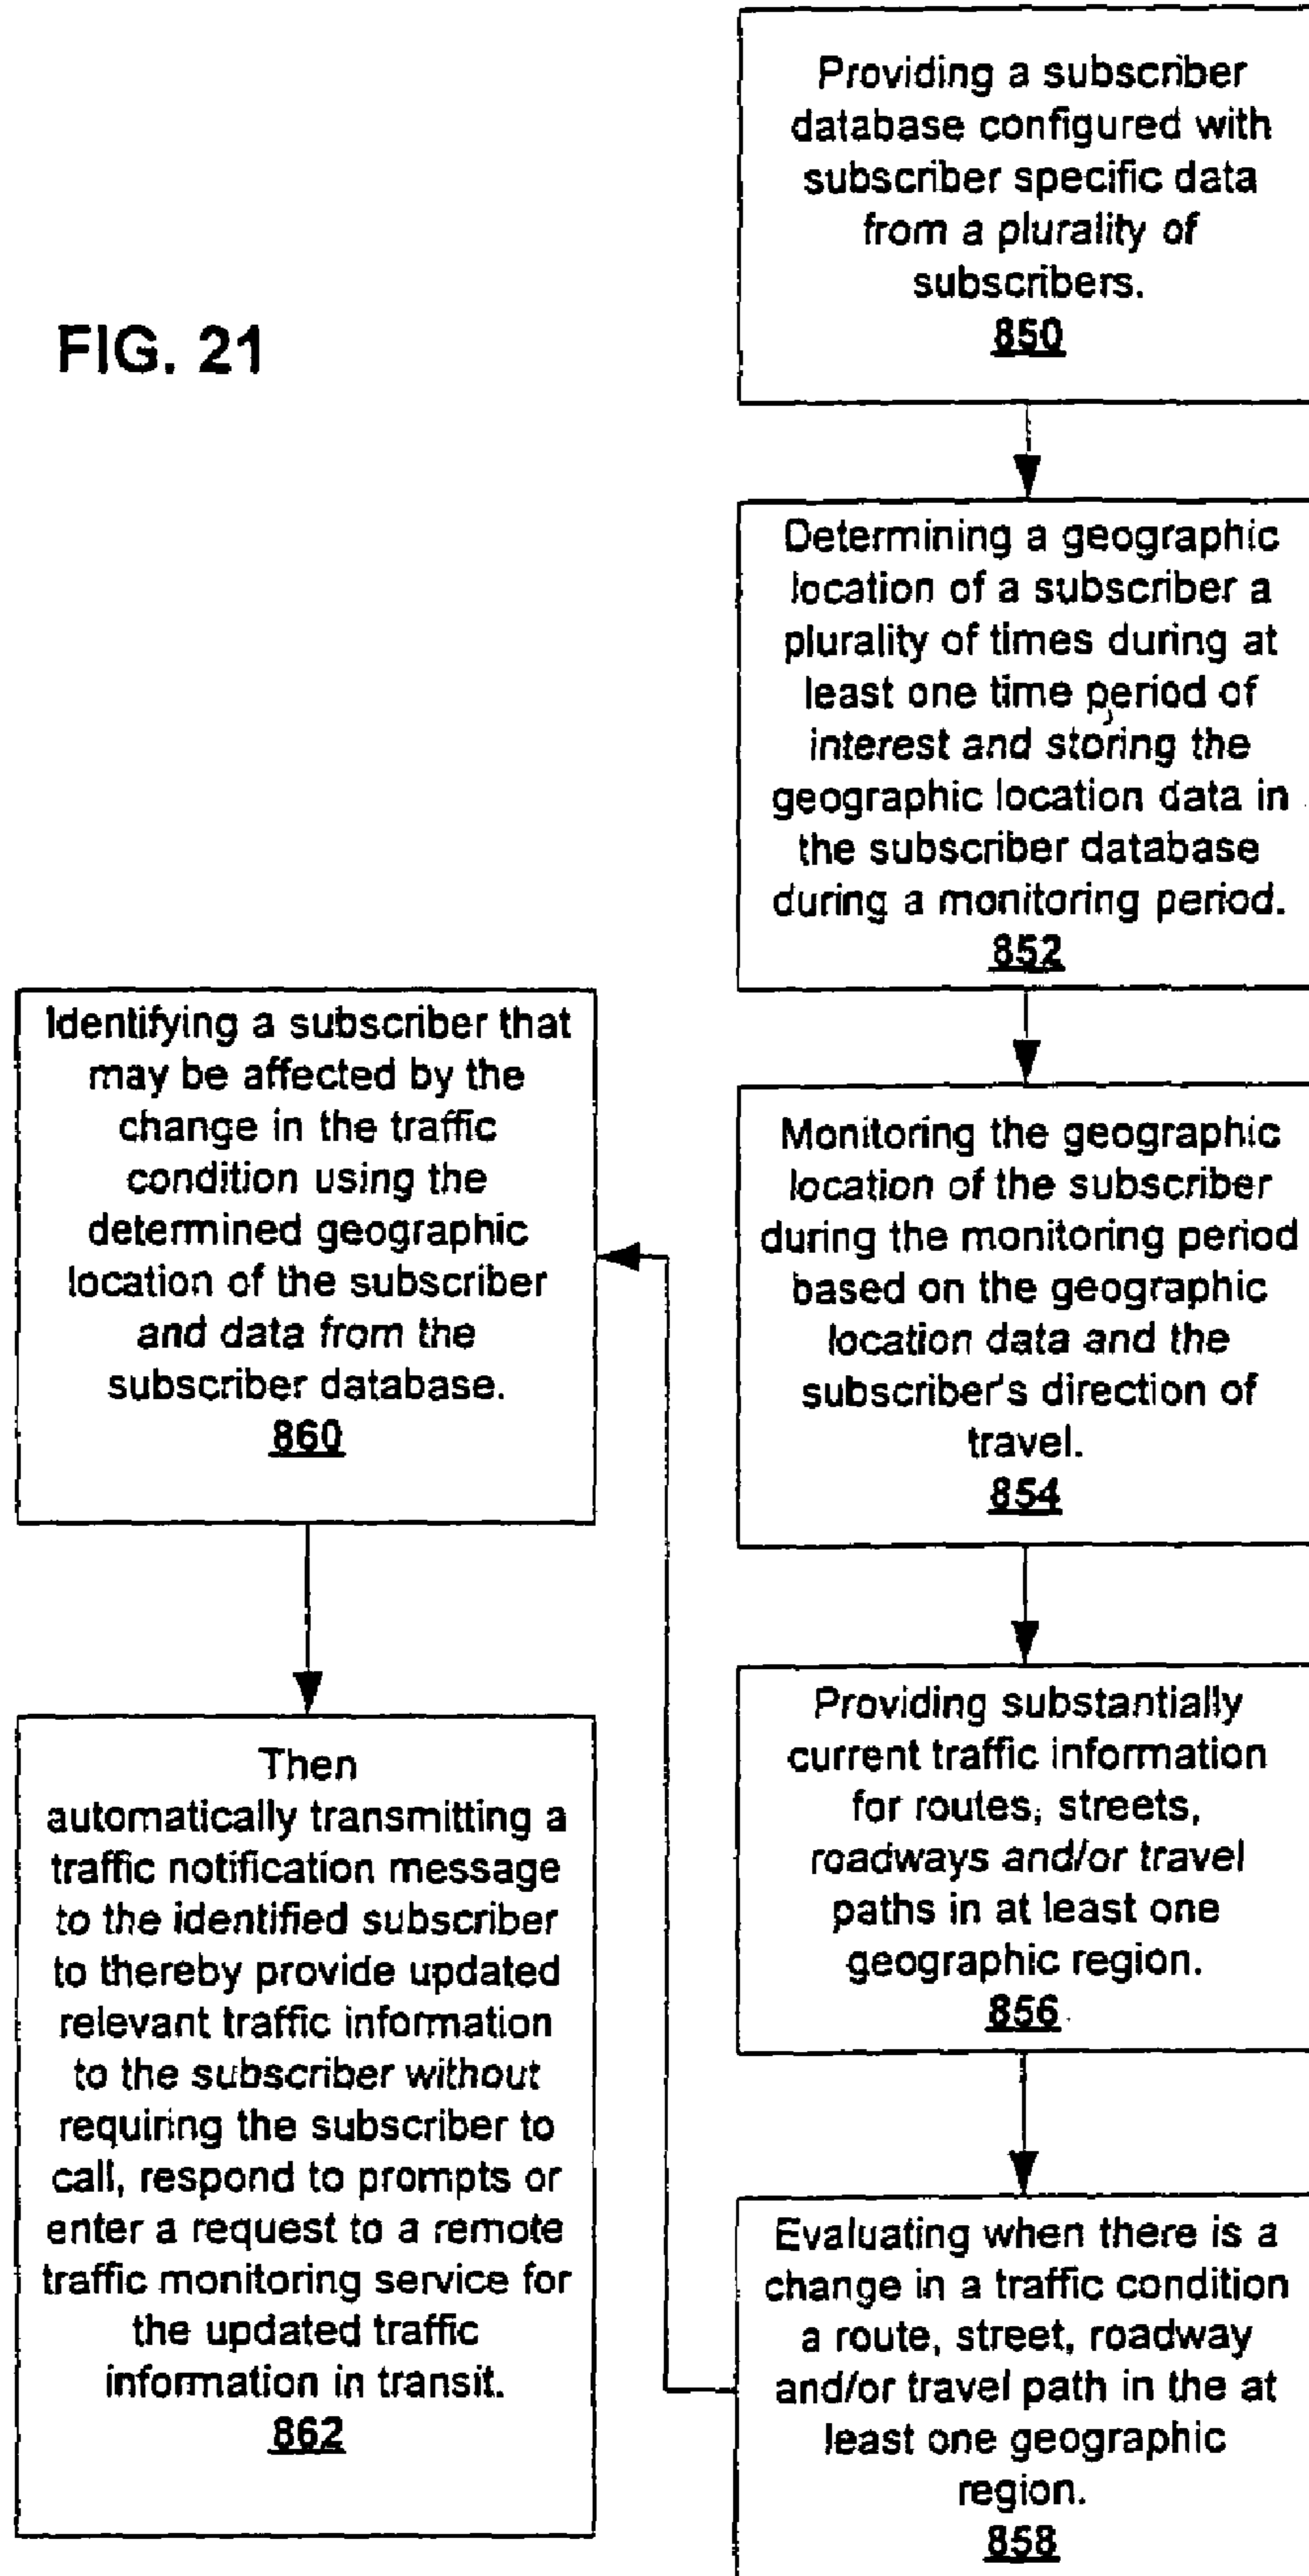 FIG. 21
Providing a subscriber
database configured with
subscriber specific data
from a plurality of
subscribers.
850
Determining a geographic
location of a subscriber a
plurality of times during at
least one time period of
interest and storing the
geographic location data in
the subscriber database
during a monitoring period.
852
Monitoring the geographic
location of the subscriber
during the monitoring period
based on the geographic
location data and the
subscriber's direction of
travel.
854
Providing substantially
current traffic information
for routes, streets,
roadways and/or travel
paths in at least one
geographic region.
856
Evaluating when there is a
change in a traffic condition
a route, street, roadway
and/or travel path in the at
least one geographic
region.
858
Identifying a subscriber that
may be affected by the
change in the traffic
condition using the
determined geographic
location of the subscriber
and data from the
subscriber database.
860
Then
automatically transmitting a
traffic notification message
to the identified subscriber
to thereby provide updated
relevant traffic information
to the subscriber without
requiring the subscriber to
call, respond to prompts or
enter a request to a remote
traffic monitoring service for
the updated traffic
information in transit.
862